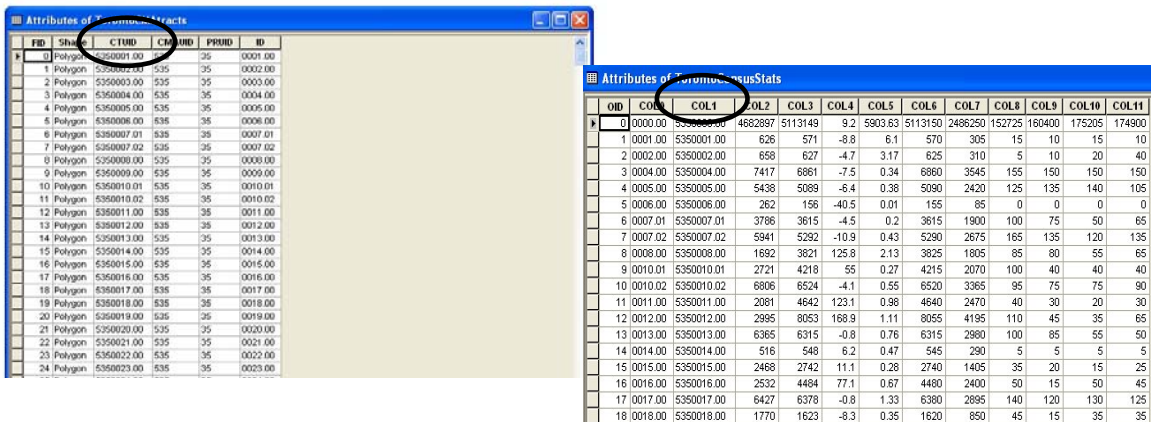 Attributes of TorontoCMAtracts
FID Shape CTUID CMAUID PRUID ID
0 Polygon 5350001.00 535 35 0001.00
1 Polygon 5350002.00 535 35 0002.00
2 Polygon 5350003.00 535 35 0003.00
3 Polygon 5350004.00 535 35 0004.00
4 Polygon 5350005.00 535 35 0005.00
5 Polygon 5350006.00 535 35 0006.00
6 Polygon 5350007.01 535 35 0007.01
7 Polygon 5350007.02 535 35 0007.02
8 Polygon 5350008.00 535 35 0008.00
9 Polygon 5350009.00 535 35 0009.00
10 Polygon 5350010.01 535 35 0010.01
11 Polygon 5350010.02 535 35 0010.02
12 Polygon 5350011.00 535 35 0011.00
13 Polygon 5350012.00 535 35 0012.00
14 Polygon 5350013.00 535 35 0013.00
15 Polygon 5350014.00 535 35 0014.00
16 Polygon 5350015.00 535 35 0015.00
17 Polygon 5350016.00 535 35 0016.00
18 Polygon 5350017.00 535 35 0017.00
19 Polygon 5350018.00 535 35 0018.00
20 Polygon 5350019.00 535 35 0019.00
21 Polygon 5350020.00 535 35 0020.00
22 Polygon 5350021.00 535 35 0021.00
23 Polygon 5350022.00 535 35 0022.00
24 Polygon 5350023.00 535 35 0023.00
Attributes of TorontoCensusStats
OID COL0 COL1 COL2 COL3 COL4 COL5 COL6 COL7 COL8 COL9 COL10 COL11
0 0000.00 5350000.00 4682897 5113149 9.2 5903.63 5113150 2486250 152725 160400 175205 174900
1 0001.00 5350001.00 626 571 -8.8 6.1 570 305 15 10 15 10
2 0002.00 5350002.00 658 627 -4.7 3.17 625 310 5 10 20 40
3 0004.00 5350004.00 7417 6861 -7.5 0.34 6860 3545 155 150 150 150
4 0005.00 5350005.00 5438 5089 -6.4 0.38 5090 2420 125 135 140 105
5 0006.00 5350006.00 262 156 -40.5 0.01 155 85 0 0 0 0
6 0007.01 5350007.01 3786 3615 -4.5 0.2 3615 1900 100 75 50 65
7 0007.02 5350007.02 5941 5292 -10.9 0.43 5290 2675 165 135 120 135
8 0008.00 5350008.00 1692 3821 125.8 2.13 3825 1805 85 80 55 65
9 0010.01 5350010.01 2721 4218 55 0.27 4215 2070 100 40 40 40
10 0010.02 5350010.02 6806 6524 -4.1 0.55 6520 3365 95 75 75 90
11 0011.00 5350011.00 2081 4642 123.1 0.98 4640 2470 40 30 20 30
12 0012.00 5350012.00 2995 8053 168.9 1.11 8055 4195 110 45 35 65
13 0013.00 5350013.00 6365 6315 -0.8 0.76 6315 2980 100 85 55 50
14 0014.00 5350014.00 516 548 6.2 0.47 545 290 5 5 5 5
15 0015.00 5350015.00 2468 2742 11.1 0.28 2740 1405 35 20 15 25
16 0016.00 5350016.00 2532 4484 77.1 0.67 4480 2400 50 15 50 45
17 0017.00 5350017.00 6427 6378 -0.8 1.33 6380 2895 140 120 130 125
18 0018.00 5350018.00 1770 1623 -8.3 0.35 1620 850 45 15 35 35